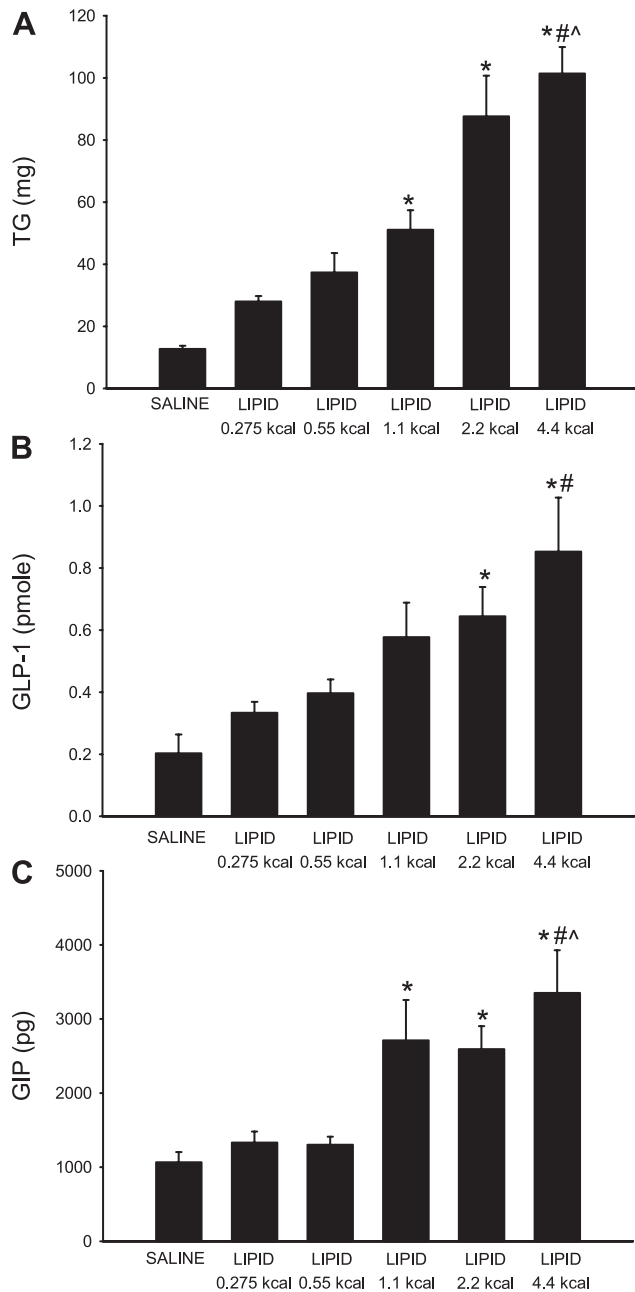 A
TG (mg)
120
100
80
60
40
20
0
*
*
*#^
SALINE LIPID LIPID LIPID LIPID LIPID
0.275 kcal 0.55 kcal 1.1 kcal 2.2 kcal 4.4 kcal
B
GLP-1 (pmole)
1.2
1.0
0.8
0.6
0.4
0.2
0.0
*
*#
SALINE LIPID LIPID LIPID LIPID LIPID
0.275 kcal 0.55 kcal 1.1 kcal 2.2 kcal 4.4 kcal
C
GIP (pg)
5000
4000
3000
2000
1000
0
*
*
*#^
SALINE LIPID LIPID LIPID LIPID LIPID
0.275 kcal 0.55 kcal 1.1 kcal 2.2 kcal 4.4 kcal